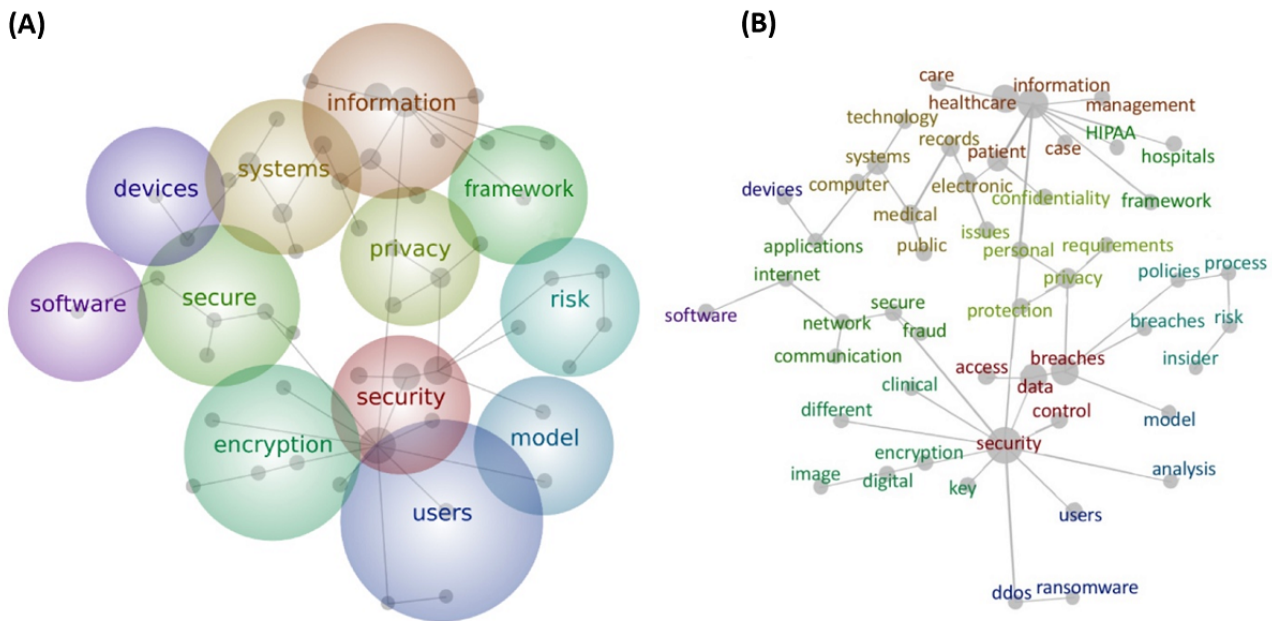 (A)
information
systems
devices
framework
privacy
software
secure
risk
security
encryption
model
users
(B)
care
information
healthcare
management
technology
records
HIPAA
systems
patient
case
hospitals
devices
computer
electronic
confidentiality
framework
medical
applications
public
issues
personal
requirements
internet
privacy
policies
process
software
secure
protection
network
fraud
breaches
risk
communication
access
breaches
insider
clinical
data
different
control
model
security
encryption
image
digital
key
analysis
users
ddos
ransomware